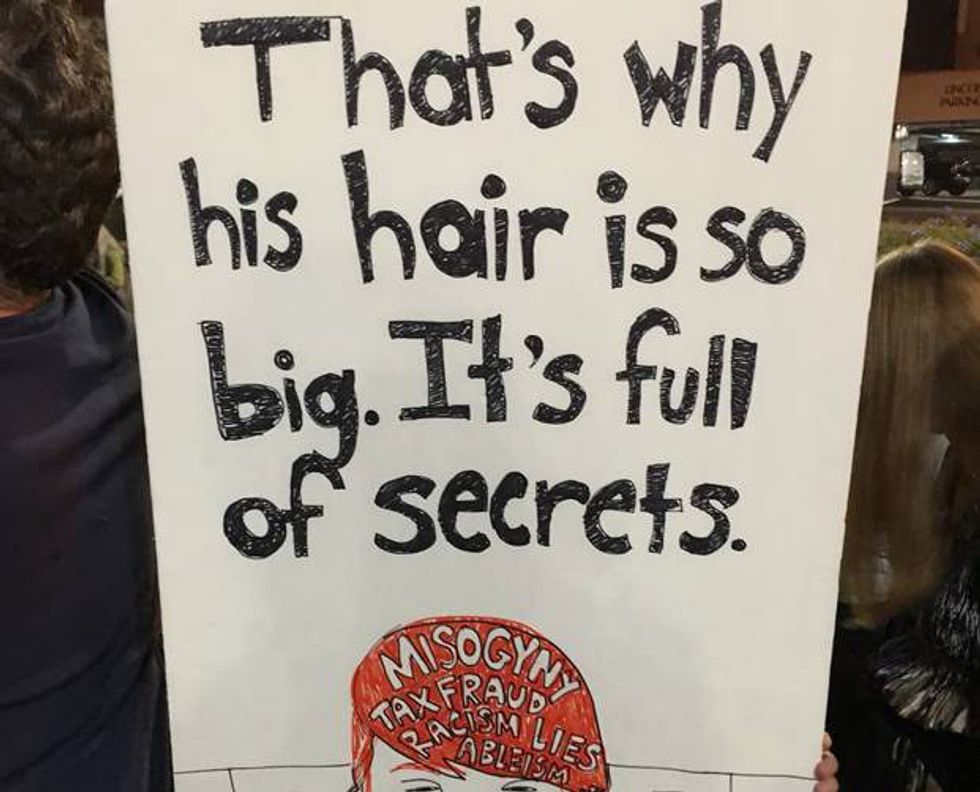 That's why
his hair is so
big. It's full
of secrets.
MISOGYNY
TAX FRAUD
RACISM LIES
ABLEISM